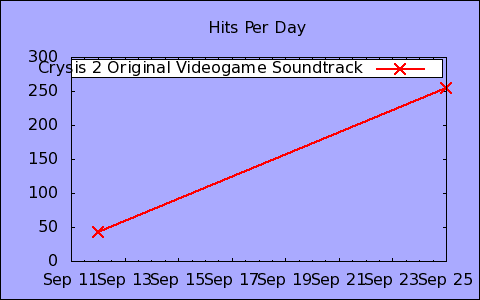 Hits Per Day
300
Crysis 2 Original Videogame Soundtrack
250
200
150
100
50
0
Sep 11 Sep 13 Sep 15 Sep 17 Sep 19 Sep 21 Sep 23 Sep 25